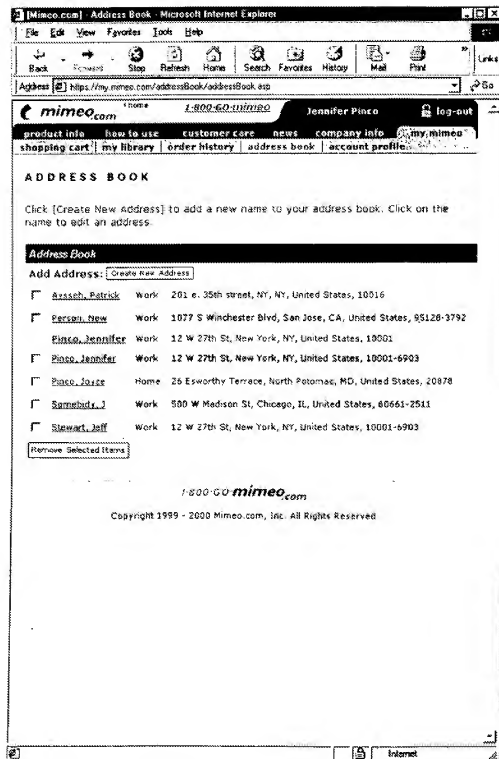 [Mimeo.com] - Address Book - Microsoft Internet Explorer
File Edit View Favorites Tools Help
Back Forward Stop Refresh Home Search Favorites History Mail Print Links
Address https://my.mimeo.com/addressBook/addressBook.asp Go
mimeo.com home 1-800-GO-mimeo Jennifer Pinco log-out
product info how to use customer care news company info my.mimeo
shopping cart my library order history address book account profile
ADDRESS BOOK
Click [Create New Address] to add a new name to your address book. Click on the
name to edit an address.
Address Book
Add Address: Create New Address
Patrick Work 201 e. 35th street, NY, NY, United States, 10016
Person, New Work 1077 S Winchester Blvd, San Jose, CA, United States, 95128-3792
Pinco, Jennifer Work 12 W 27th St, New York, NY, United States, 10001
Pinco, Jennifer Work 12 W 27th St, New York, NY, United States, 10001-6903
Pinco, Joyce Home 26 Esworthy Terrace, North Potomac, MD, United States, 20878
Somebidy, J Work 500 W Madison St, Chicago, IL, United States, 60661-2511
Stewart, Jeff Work 12 W 27th St, New York, NY, United States, 10001-6903
Remove Selected Items
1-800-GO-mimeo.com
Copyright 1999 - 2000 Mimeo.com, Inc. All Rights Reserved
Internet